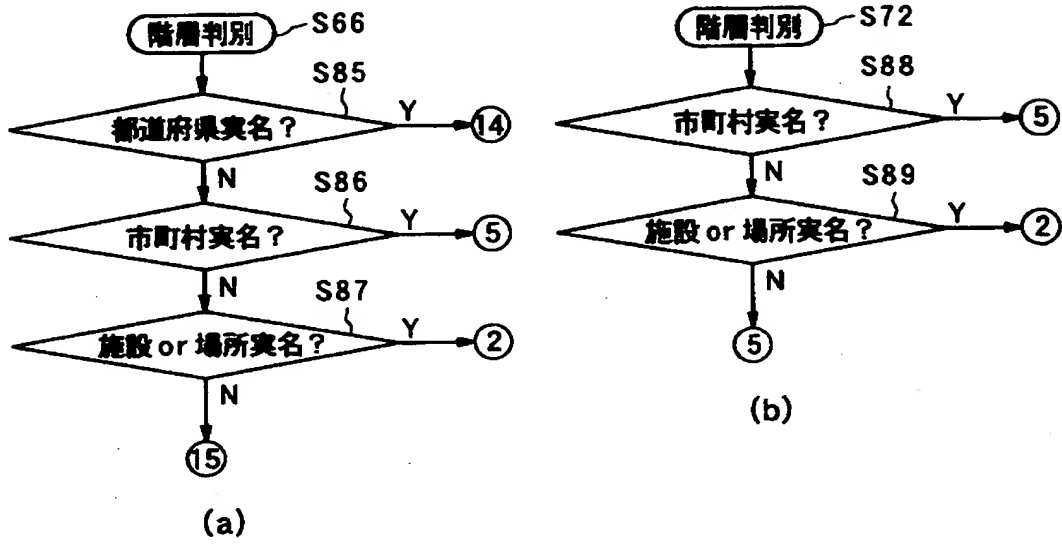 階層判別 S66
S85
都道府県実名？ Y 14
N
S86
市町村実名？ Y 5
N
S87
施設 or 場所実名？ Y 2
N
15
(a)
階層判別 S72
S88
市町村実名？ Y 5
N
S89
施設 or 場所実名？ Y 2
N
5
(b)